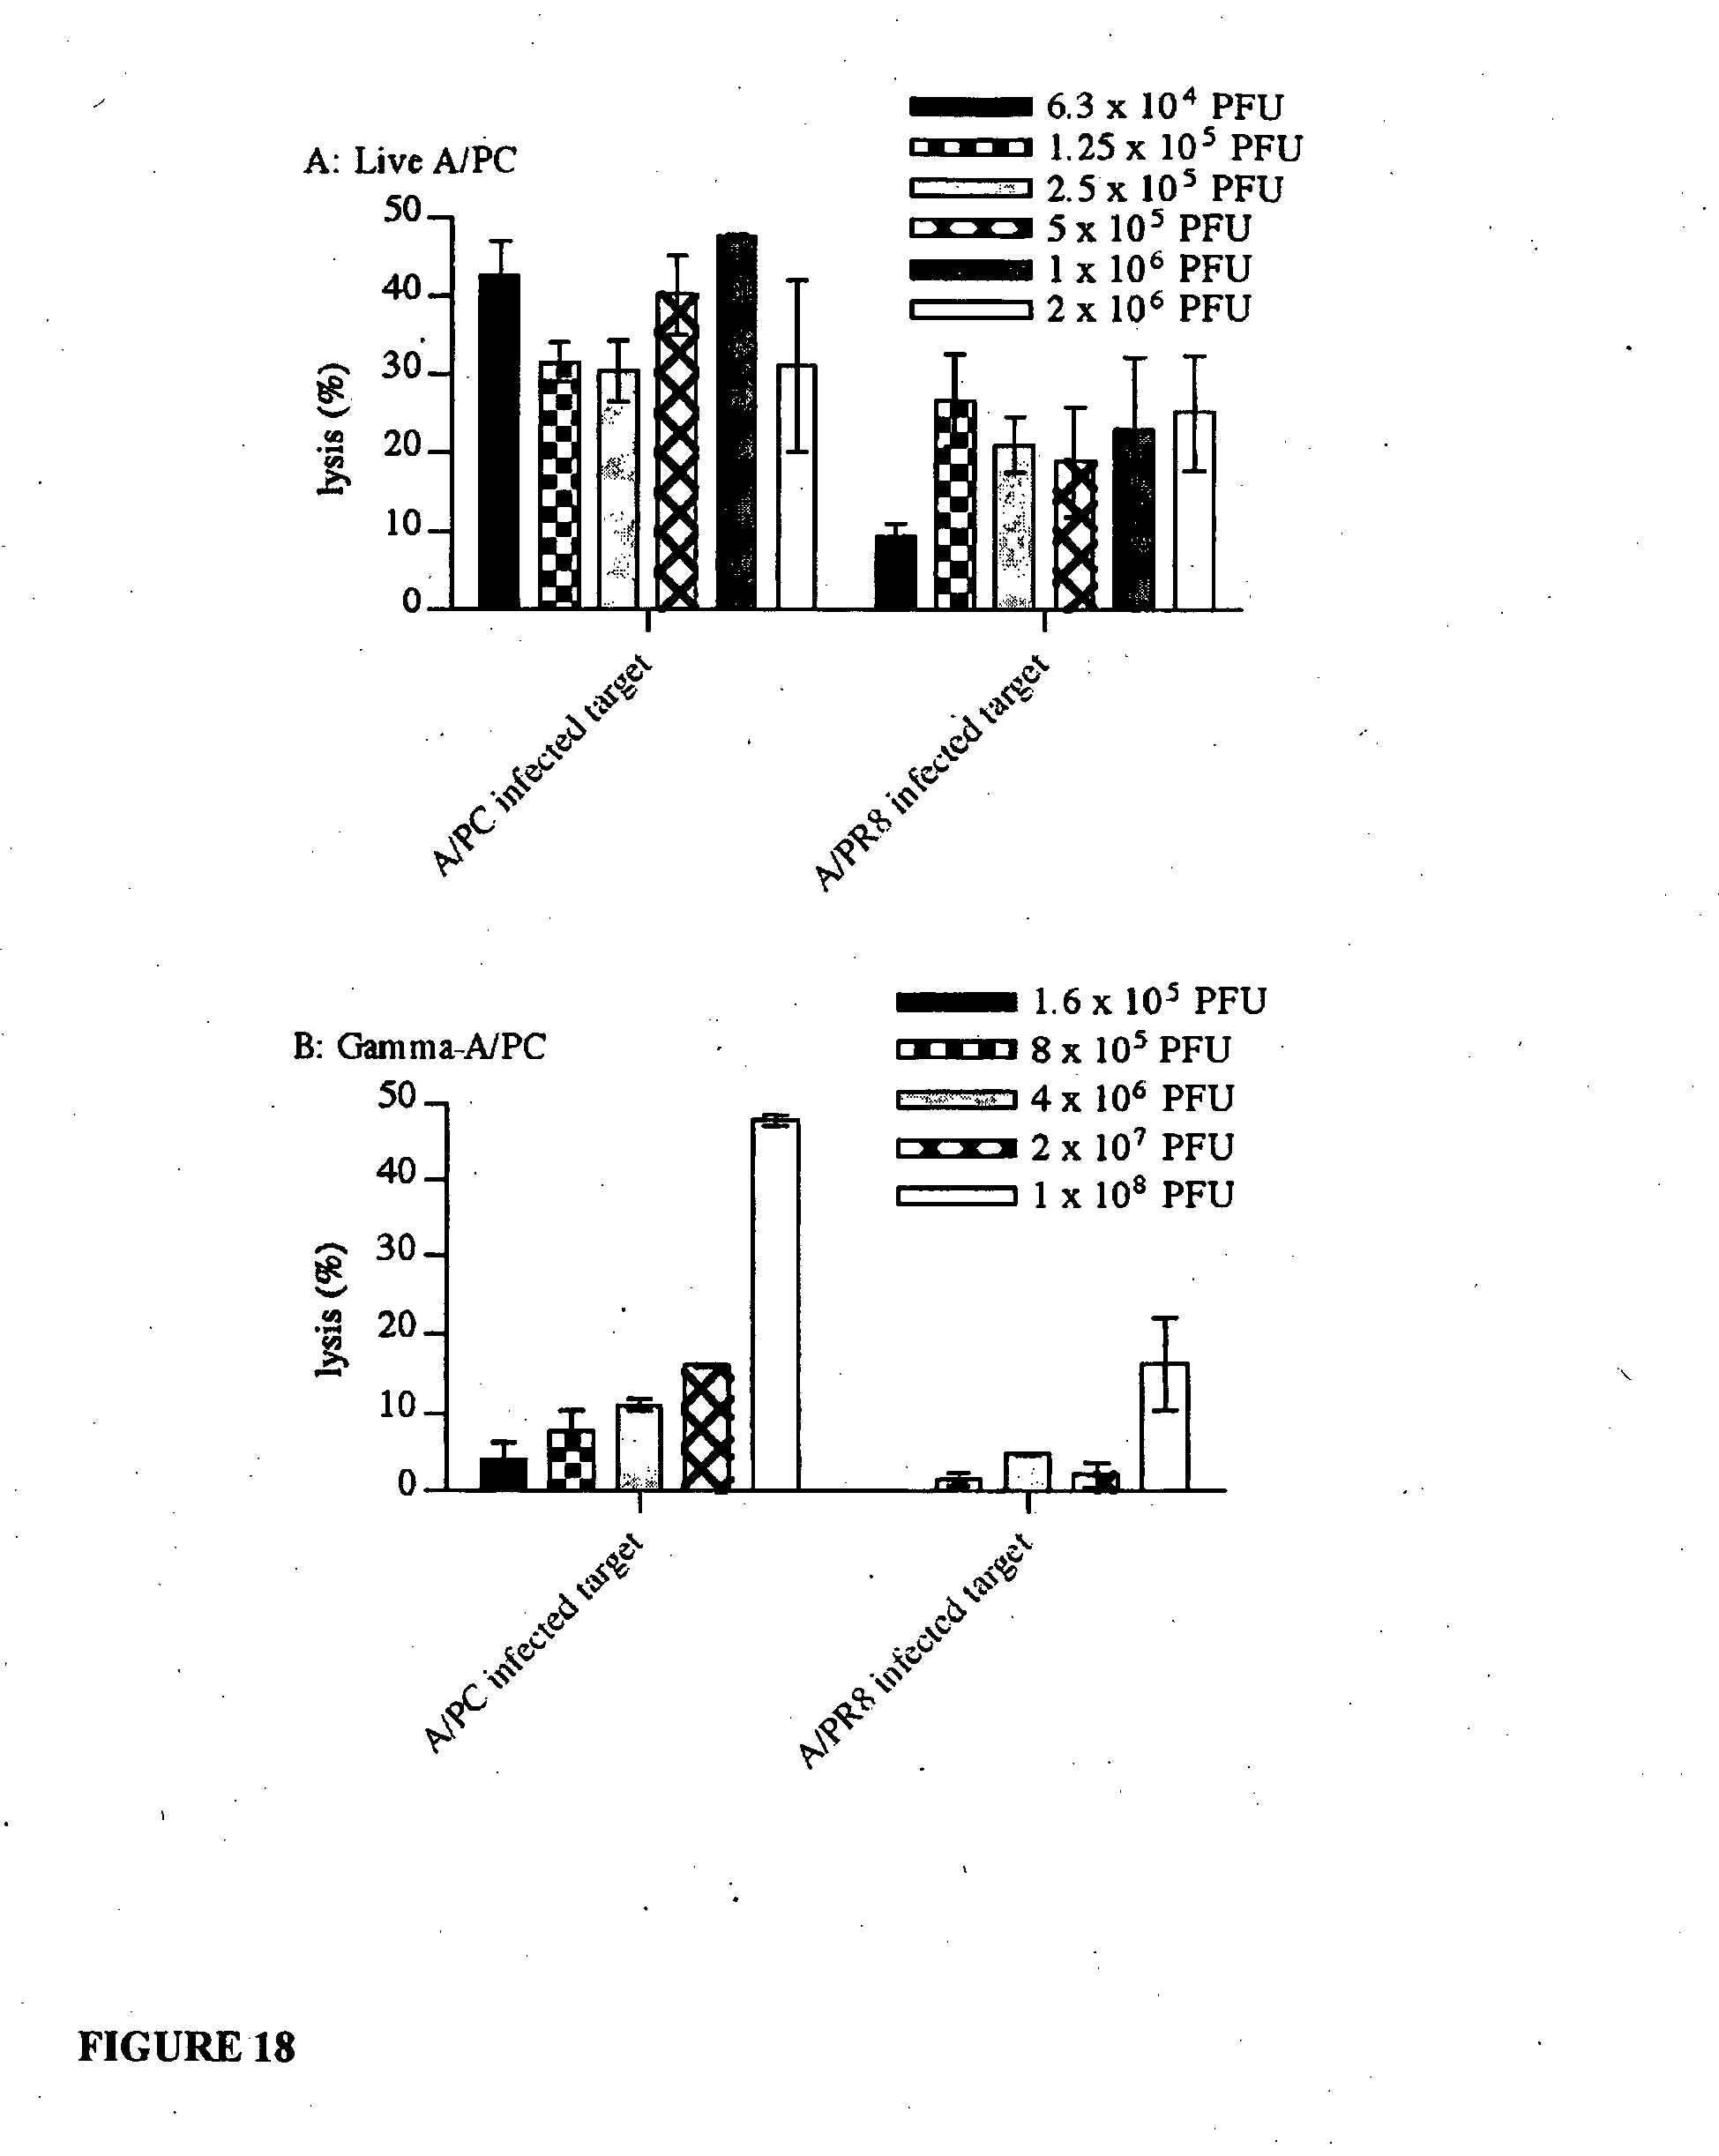 6.3 x 10⁴ PFU
1.25 x 10⁵ PFU
2.5 x 10⁵ PFU
5 x 10⁵ PFU
1 x 10⁶ PFU
2 x 10⁶ PFU
A: Live A/PC
50
40
30
20
10
0
lysis (%)
A/PC infected target
A/PR8 infected target
1.6 x 10⁵ PFU
8 x 10⁵ PFU
4 x 10⁶ PFU
2 x 10⁷ PFU
1 x 10⁸ PFU
B: Gamma-A/PC
50
40
30
20
10
0
lysis (%)
A/PC infected target
A/PR8 infected target
FIGURE 18